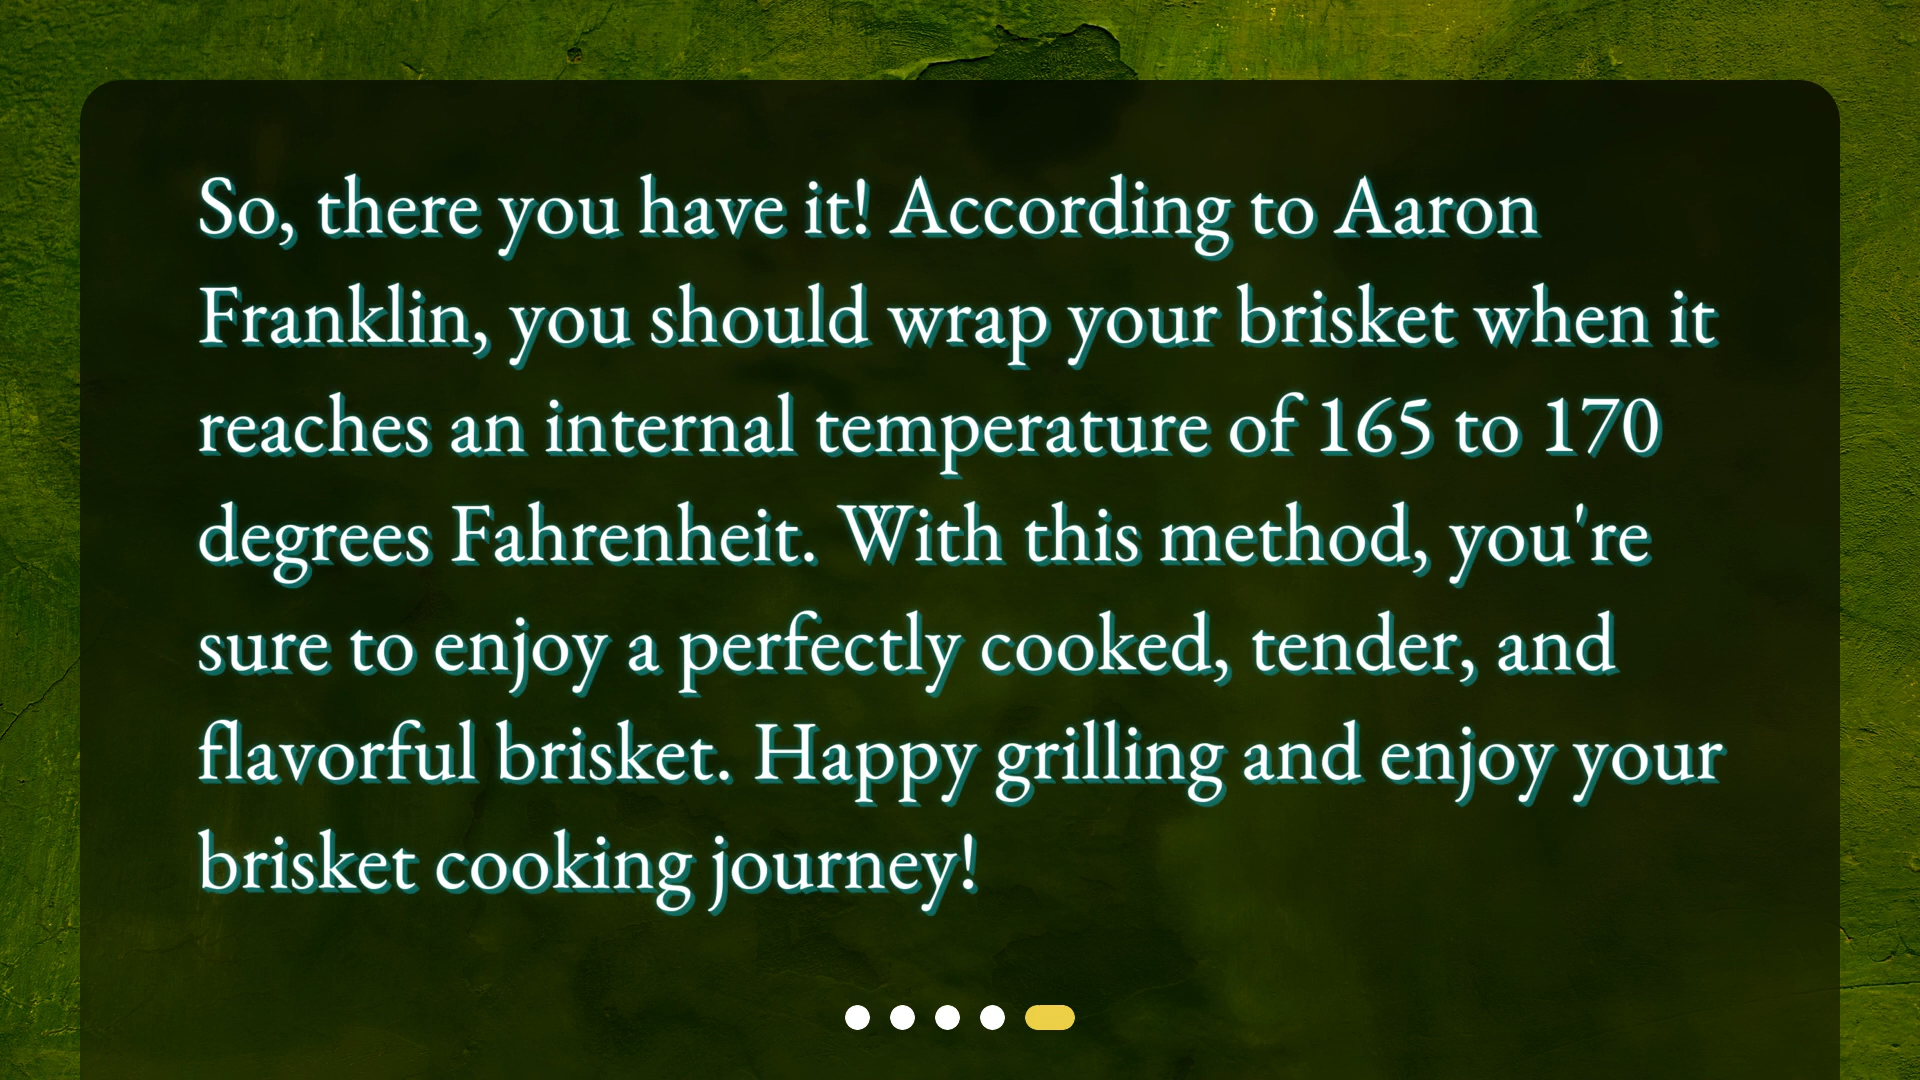 So, there you have it! According to Aaron
Franklin, you should wrap your brisket when it
reaches an internal temperature of 165 to 170
degrees Fahrenheit. With this method, you're
sure to enjoy a perfectly cooked, tender, and
flavorful brisket. Happy grilling and enjoy your
brisket cooking journey!